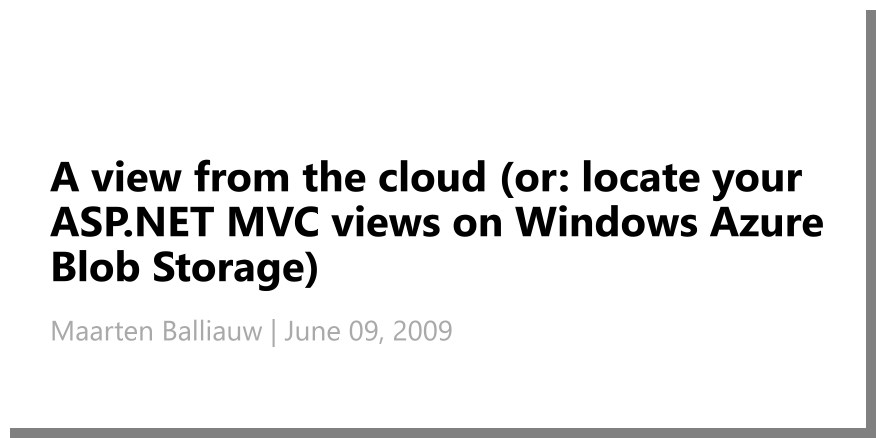 A view from the cloud (or: locate your
ASP.NET MVC views on Windows Azure
Blob Storage)
Maarten Balliauw | June 09, 2009